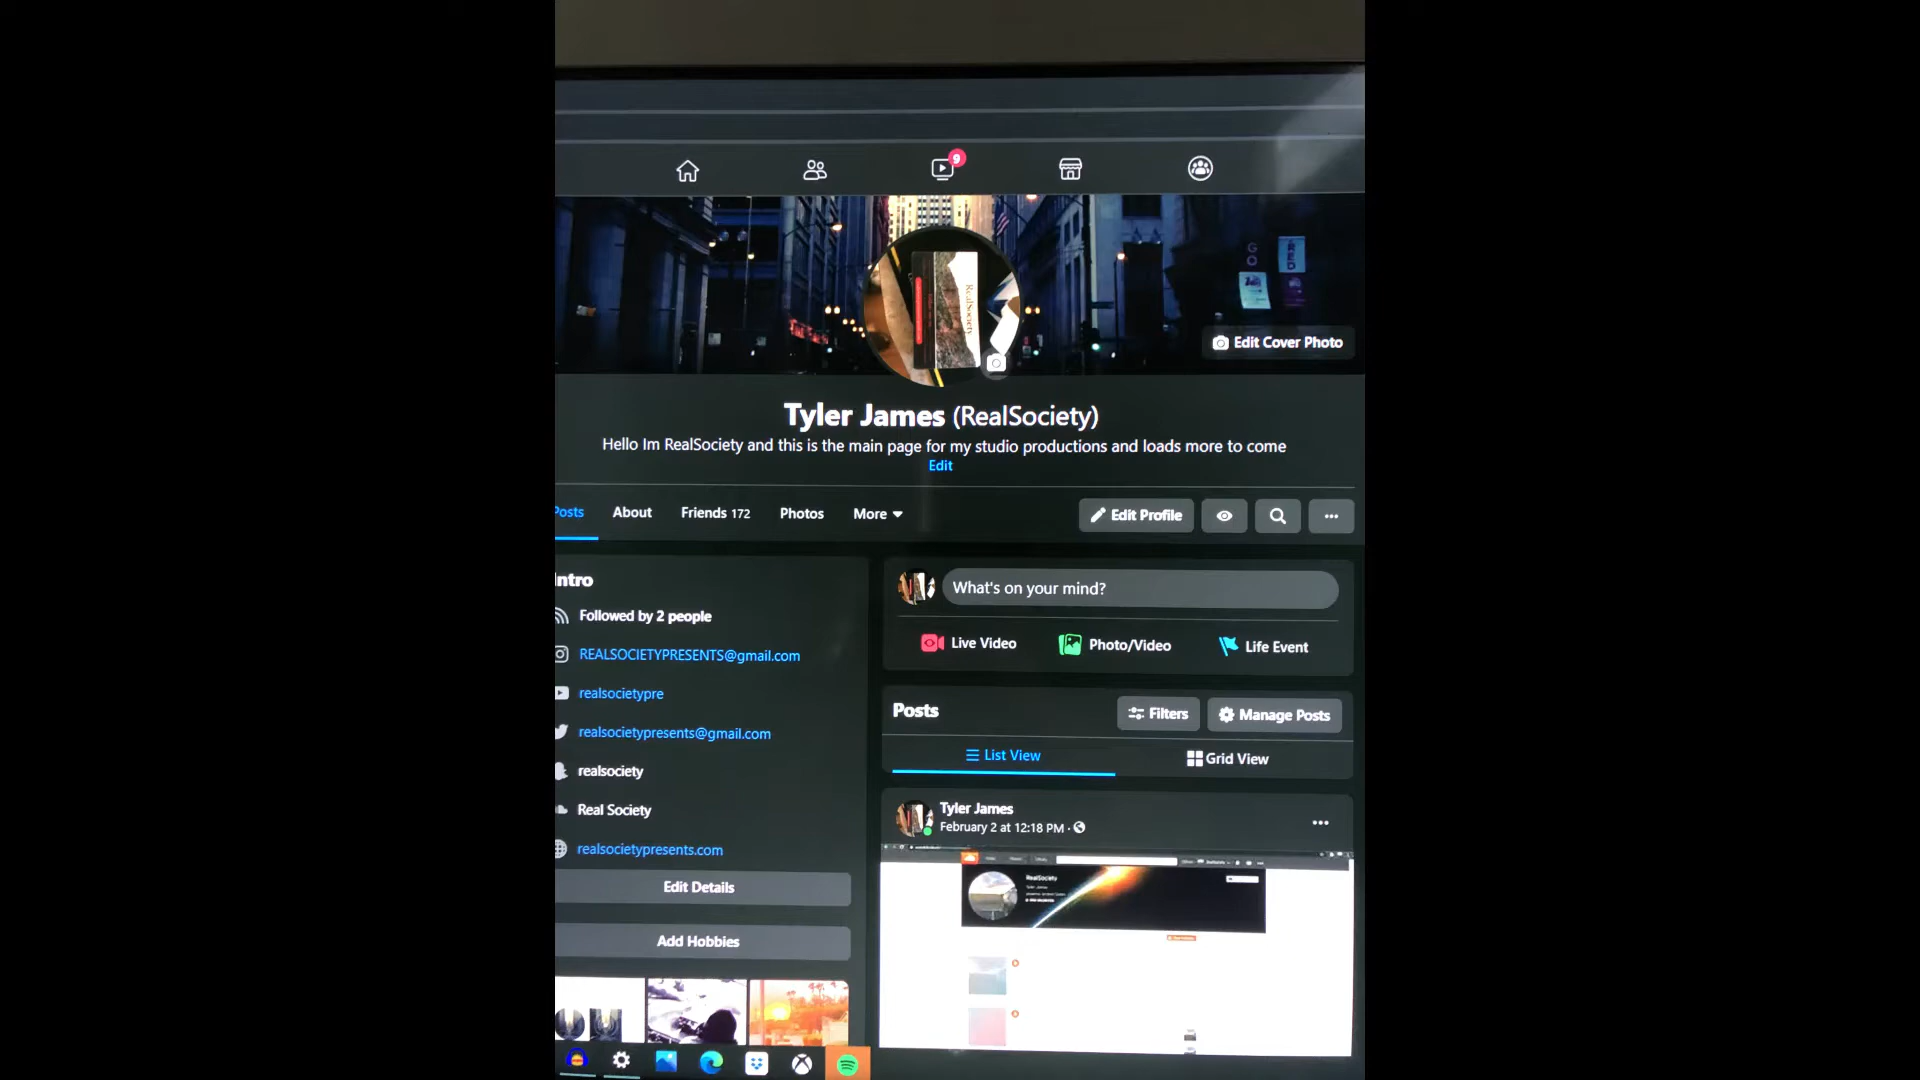 9
GO
RealSociety
Edit Cover Photo
Tyler James (RealSociety)
Hello Im RealSociety and this is the main page for my studio productions and loads more to come
Edit
Posts
About
Friends 172
Photos
More
Edit Profile
Intro
Followed by 2 people
REALSOCIETYPRESENTS@gmail.com
realsocietypre
realsocietypresents@gmail.com
realsociety
Real Society
realsocietypresents.com
Edit Details
Add Hobbies
What's on your mind?
Live Video
Photo/Video
Life Event
Posts
Filters
Manage Posts
List View
Grid View
Tyler James
February 2 at 12:18 PM ·
RealSociety